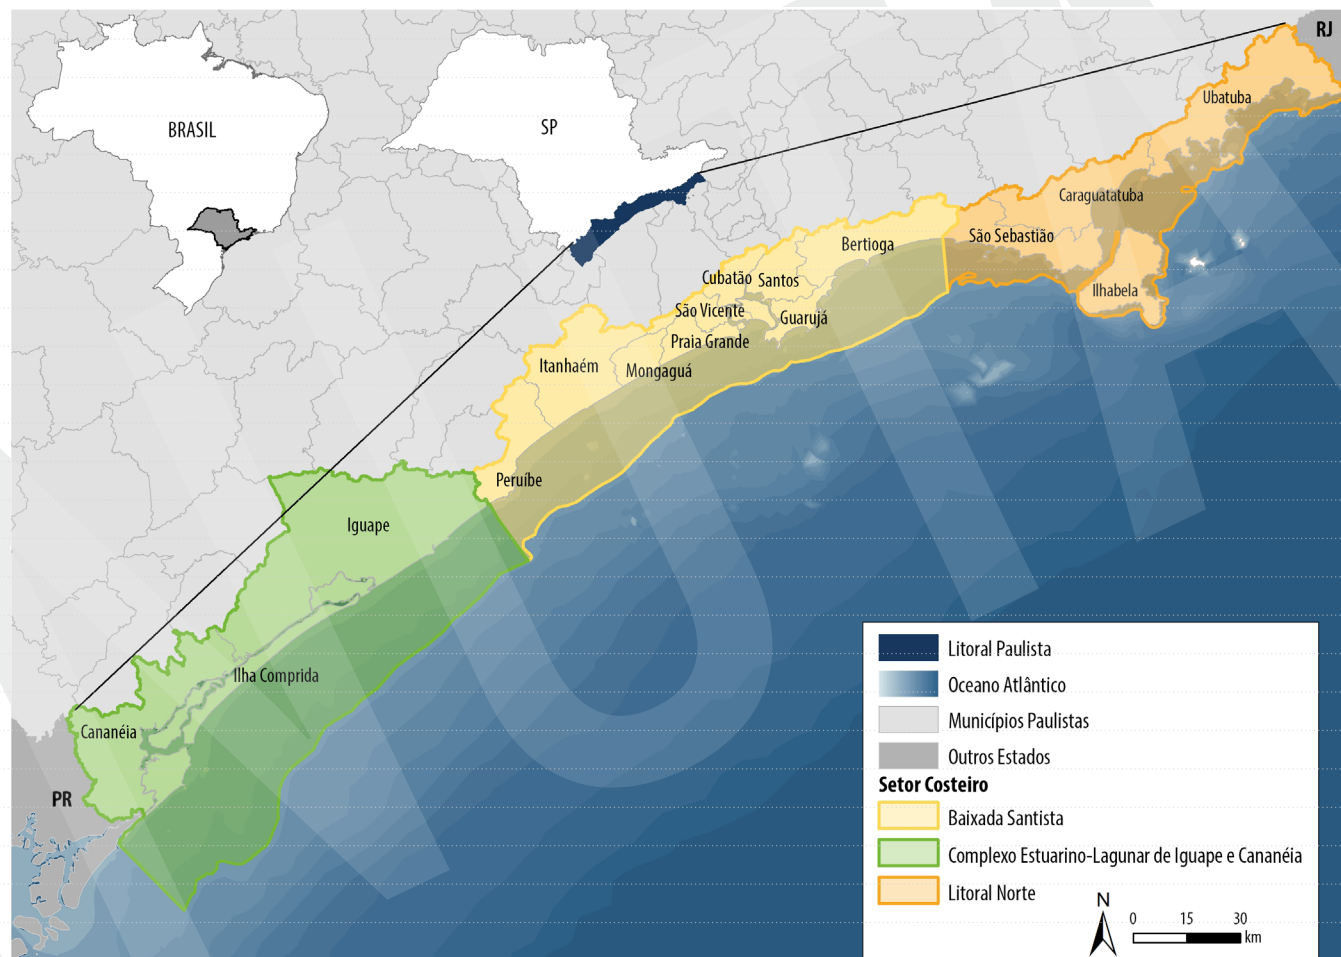 RJ
BRASIL
SP
Ubatuba
Caraguatatuba
São Sebastião
Ilhabela
Bertioga
Cubatão
Santos
São Vicente
Guarujá
Praia Grande
Itanhaém
Mongaguá
Peruíbe
Iguape
Ilha Comprida
Cananéia
PR
Litoral Paulista
Oceano Atlântico
Municípios Paulistas
Outros Estados
Setor Costeiro
Baixada Santista
Complexo Estuarino-Lagunar de Iguape e Cananéia
Litoral Norte
N
0 15 30
km